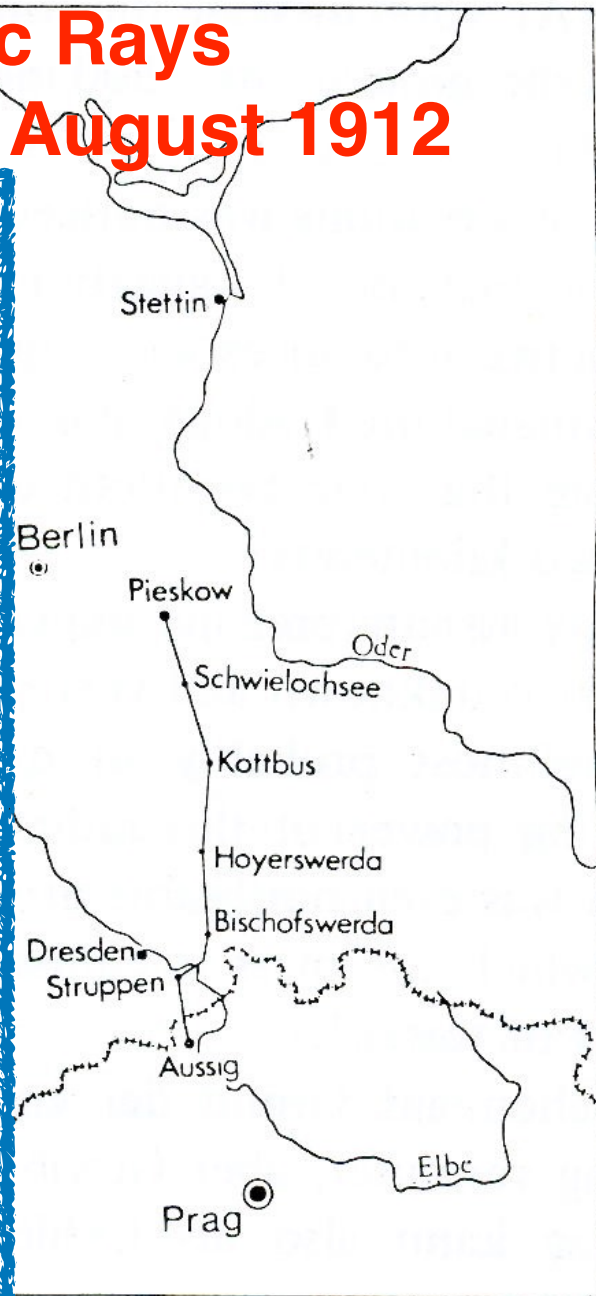 c Rays
August 1912
Stettin
Berlin
Pieskow
Oder
Schwielochsee
Kottbus
Hoyerswerda
Bischofswerda
Dresden
Struppen
Aussig
Elbe
Prag